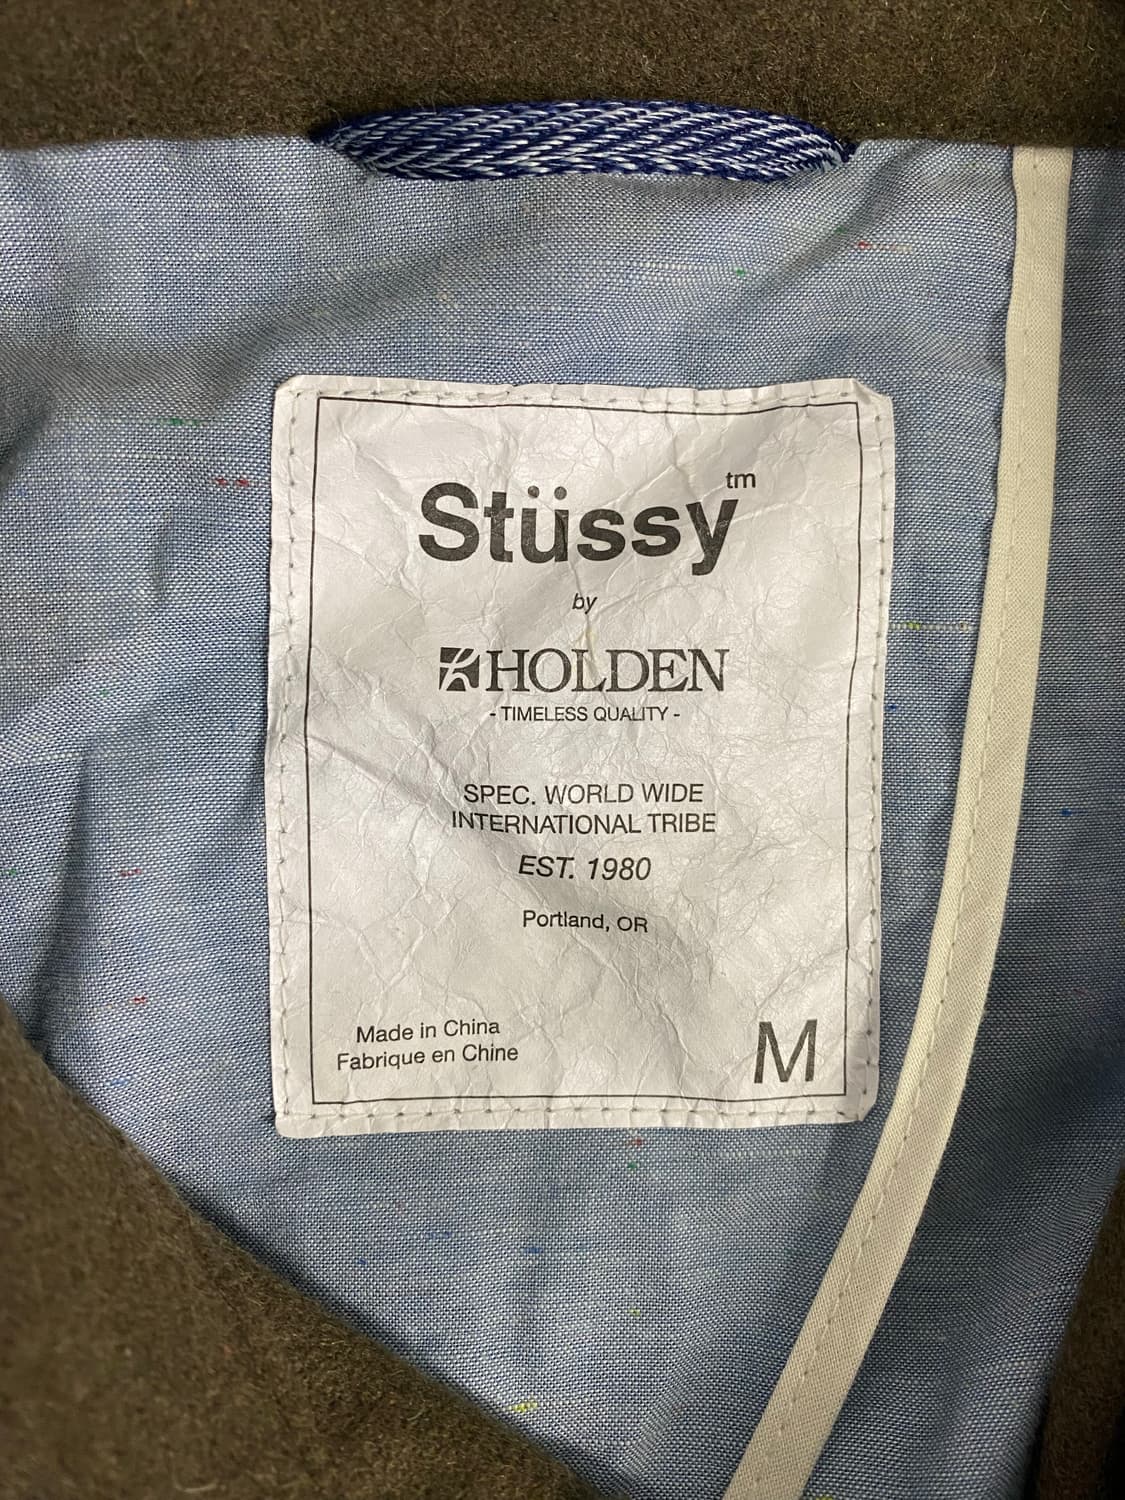 Stüssy tm
by
HOLDEN
- TIMELESS QUALITY -
SPEC. WORLD WIDE
INTERNATIONAL TRIBE
EST. 1980
Portland, OR
Made in China
Fabrique en Chine
M